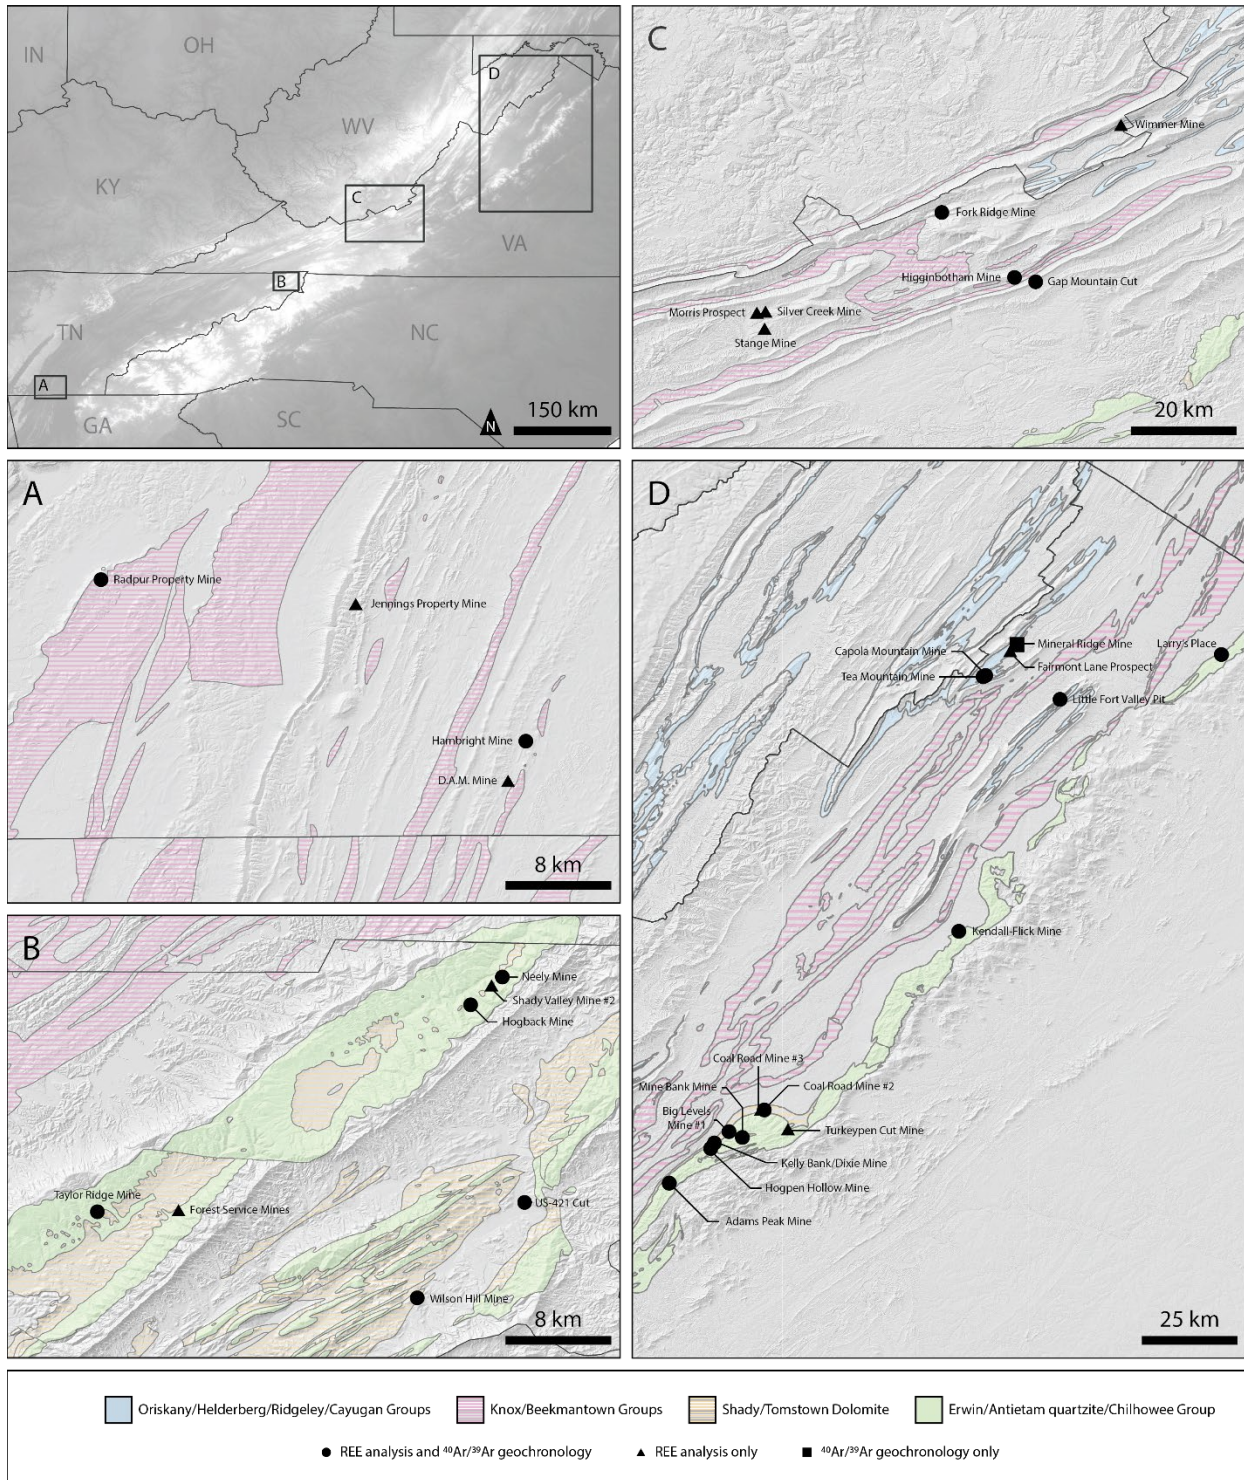 IN
OH
WV
KY
VA
TN
NC
GA
SC
A
B
C
D
N
150 km
C
Wimmer Mine
Fork Ridge Mine
Higginbotham Mine
Gap Mountain Cut
Morris Prospect
Silver Creek Mine
Stange Mine
20 km
A
Radpur Property Mine
Jennings Property Mine
Hambright Mine
D.A.M. Mine
8 km
B
Neely Mine
Shady Valley Mine #2
Hogback Mine
Taylor Ridge Mine
Forest Service Mines
US-421 Cut
Wilson Hill Mine
8 km
D
Capola Mountain Mine
Tea Mountain Mine
Mineral Ridge Mine
Fairmont Lane Prospect
Larry's Place
Little Fort Valley Pit
Kendall-Flick Mine
Coal Road Mine #3
Mine Bank Mine
Coal Road Mine #2
Big Levels
Mine #1
Turkeypen Cut Mine
Kelly Bank/Dixie Mine
Hogpen Hollow Mine
Adams Peak Mine
25 km
Oriskany/Helderberg/Ridgeley/Cayugan Groups
Knox/Beekmantown Groups
Shady/Tomstown Dolomite
Erwin/Antietam quartzite/Chilhowee Group
REE analysis and ⁴⁰Ar/³⁹Ar geochronology
REE analysis only
⁴⁰Ar/³⁹Ar geochronology only